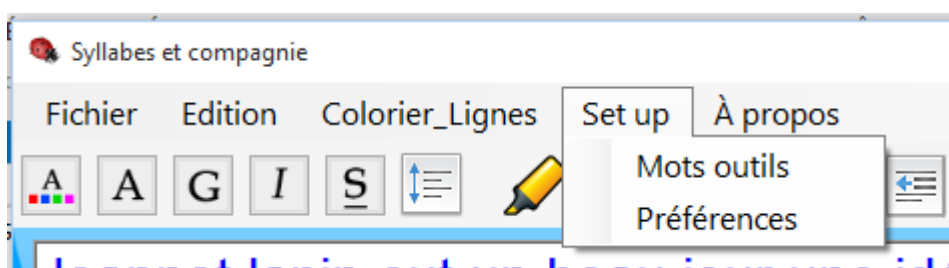 Syllabes et compagnie
Fichier Edition Colorier_Lignes Set up À propos
Mots outils
A A G I S
Préférences